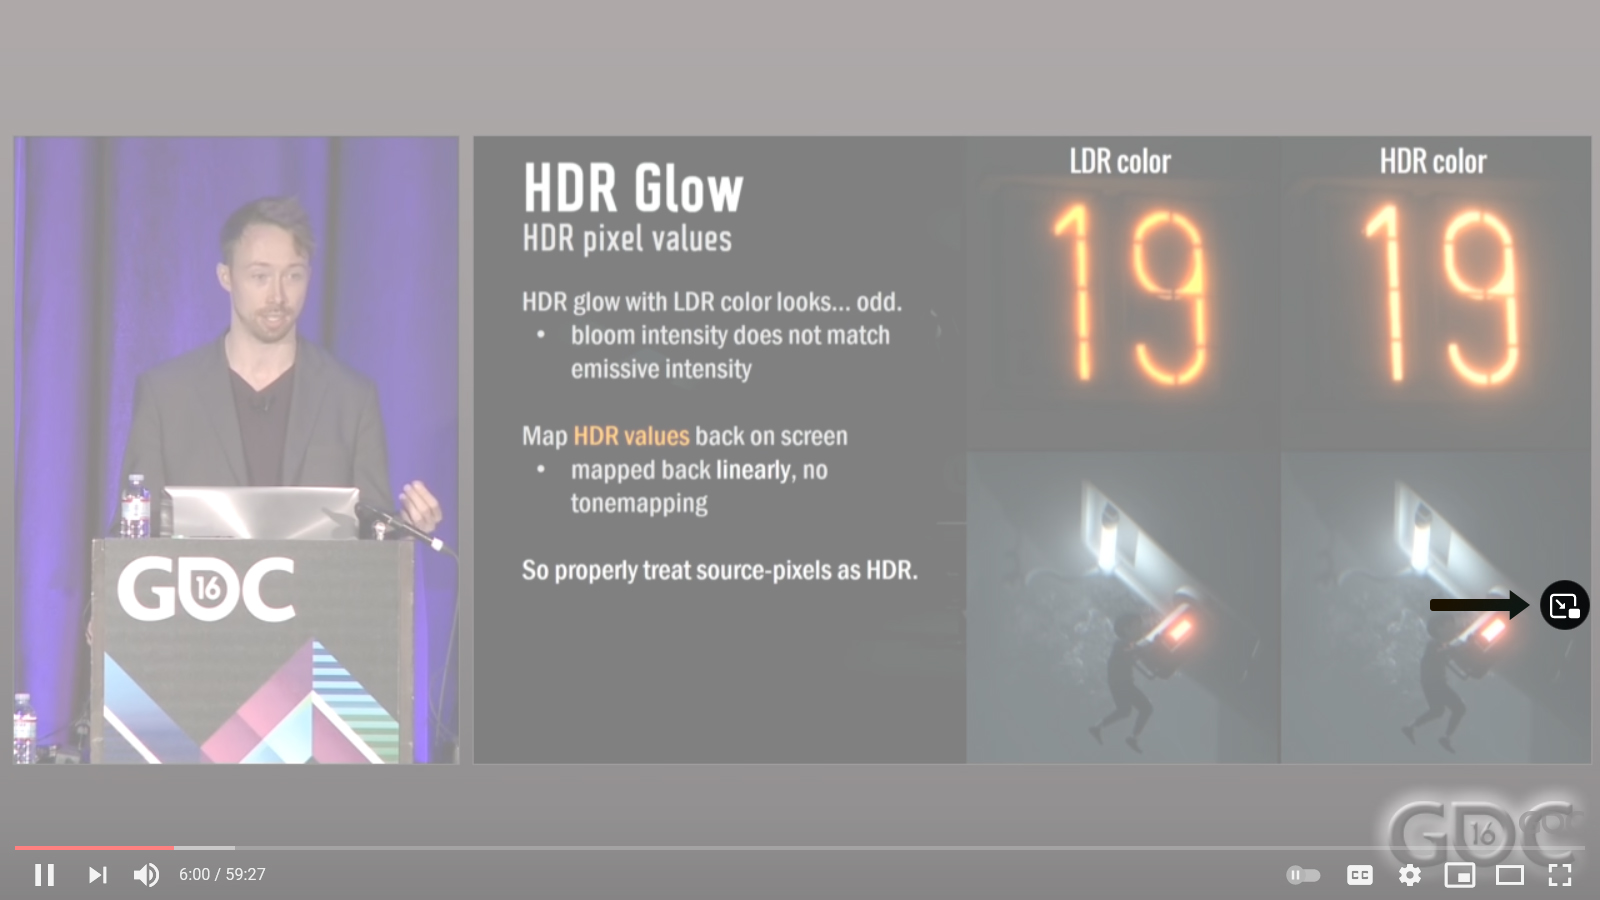 HDR Glow
HDR pixel values
HDR glow with LDR color looks... odd.
• bloom intensity does not match
emissive intensity
Map HDR values back on screen
• mapped back linearly, no
tonemapping
So properly treat source-pixels as HDR.
LDR color
HDR color
19
19
GDC
16
GDC
16
6:00 / 59:27
CC